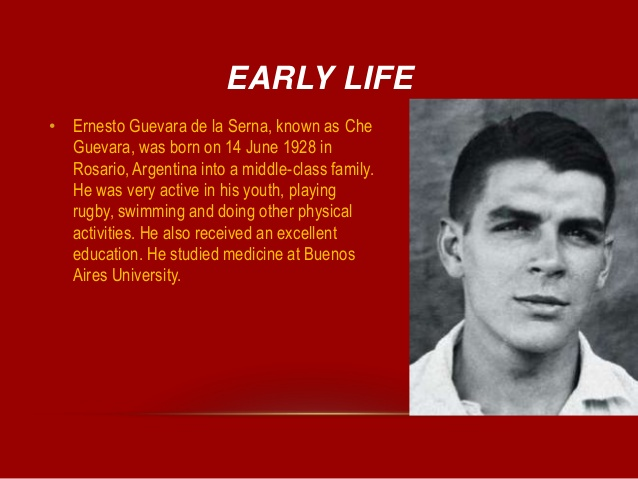 EARLY LIFE
• Ernesto Guevara de la Serna, known as Che
Guevara, was born on 14 June 1928 in
Rosario, Argentina into a middle-class family.
He was very active in his youth, playing
rugby, swimming and doing other physical
activities. He also received an excellent
education. He studied medicine at Buenos
Aires University.